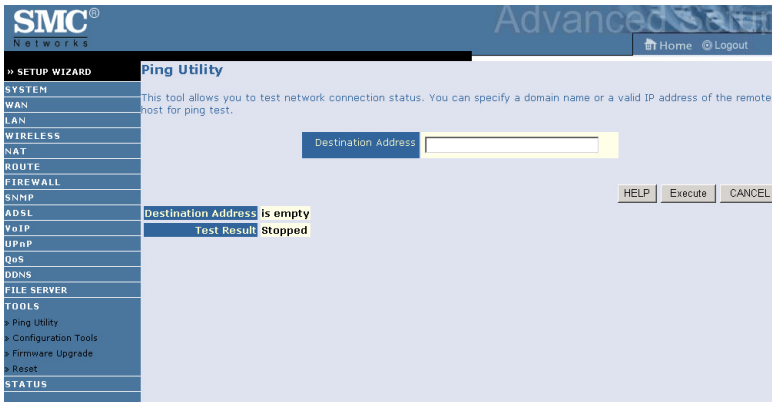 SMC®
Networks
Advanced Setup
Home Logout
» SETUP WIZARD
SYSTEM
WAN
LAN
WIRELESS
NAT
ROUTE
FIREWALL
SNMP
ADSL
VoIP
UPnP
QoS
DDNS
FILE SERVER
TOOLS
» Ping Utility
» Configuration Tools
» Firmware Upgrade
» Reset
STATUS
Ping Utility
This tool allows you to test network connection status. You can specify a domain name or a valid IP address of the remote
host for ping test.
Destination Address
HELP Execute CANCEL
Destination Address is empty
Test Result Stopped